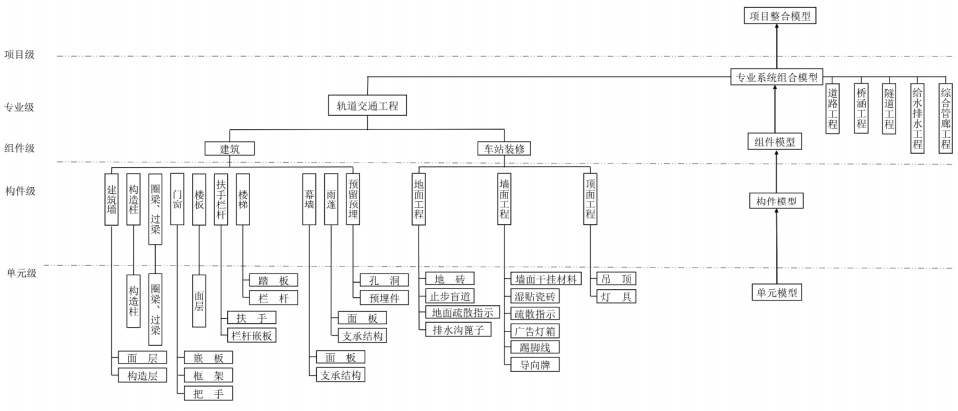 项目整合模型
项目级
专业系统组合模型
专业级
轨道交通工程
道路工程
桥涵工程
隧道工程
给水排水工程
综合管廊工程
组件级
建筑
车站装修
组件模型
构件级
建筑墙
构造柱
圈梁、过梁
门窗
楼板
扶手栏杆
楼梯
幕墙
雨蓬
预留预埋
地面工程
墙面工程
顶面工程
构件模型
单元级
构造柱
圈梁、过梁
面层
踏板
栏杆
扶手
栏杆嵌板
孔洞
预埋件
面板
支承结构
面板
支承结构
面层
构造层
嵌板
框架
把手
地砖
止步盲道
地面疏散指示
排水沟篦子
墙面干挂材料
湿贴瓷砖
疏散指示
广告灯箱
踢脚线
导向牌
吊顶
灯具
单元模型